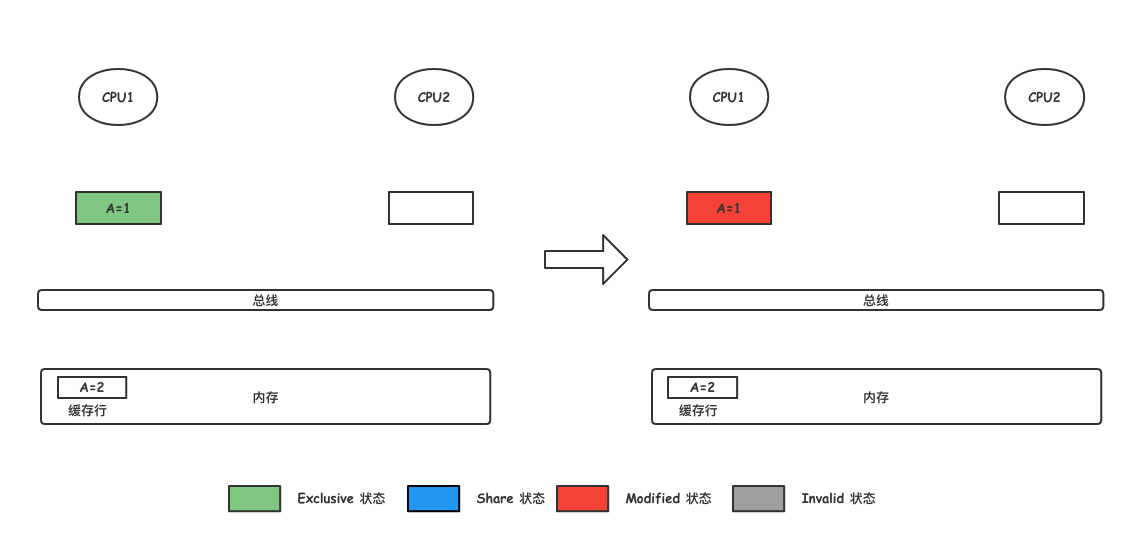 CPU1
CPU2
CPU1
CPU2
A=1
A=1
总线
总线
A=2
内存
缓存行
A=2
内存
缓存行
Exclusive 状态
Share 状态
Modified 状态
Invalid 状态